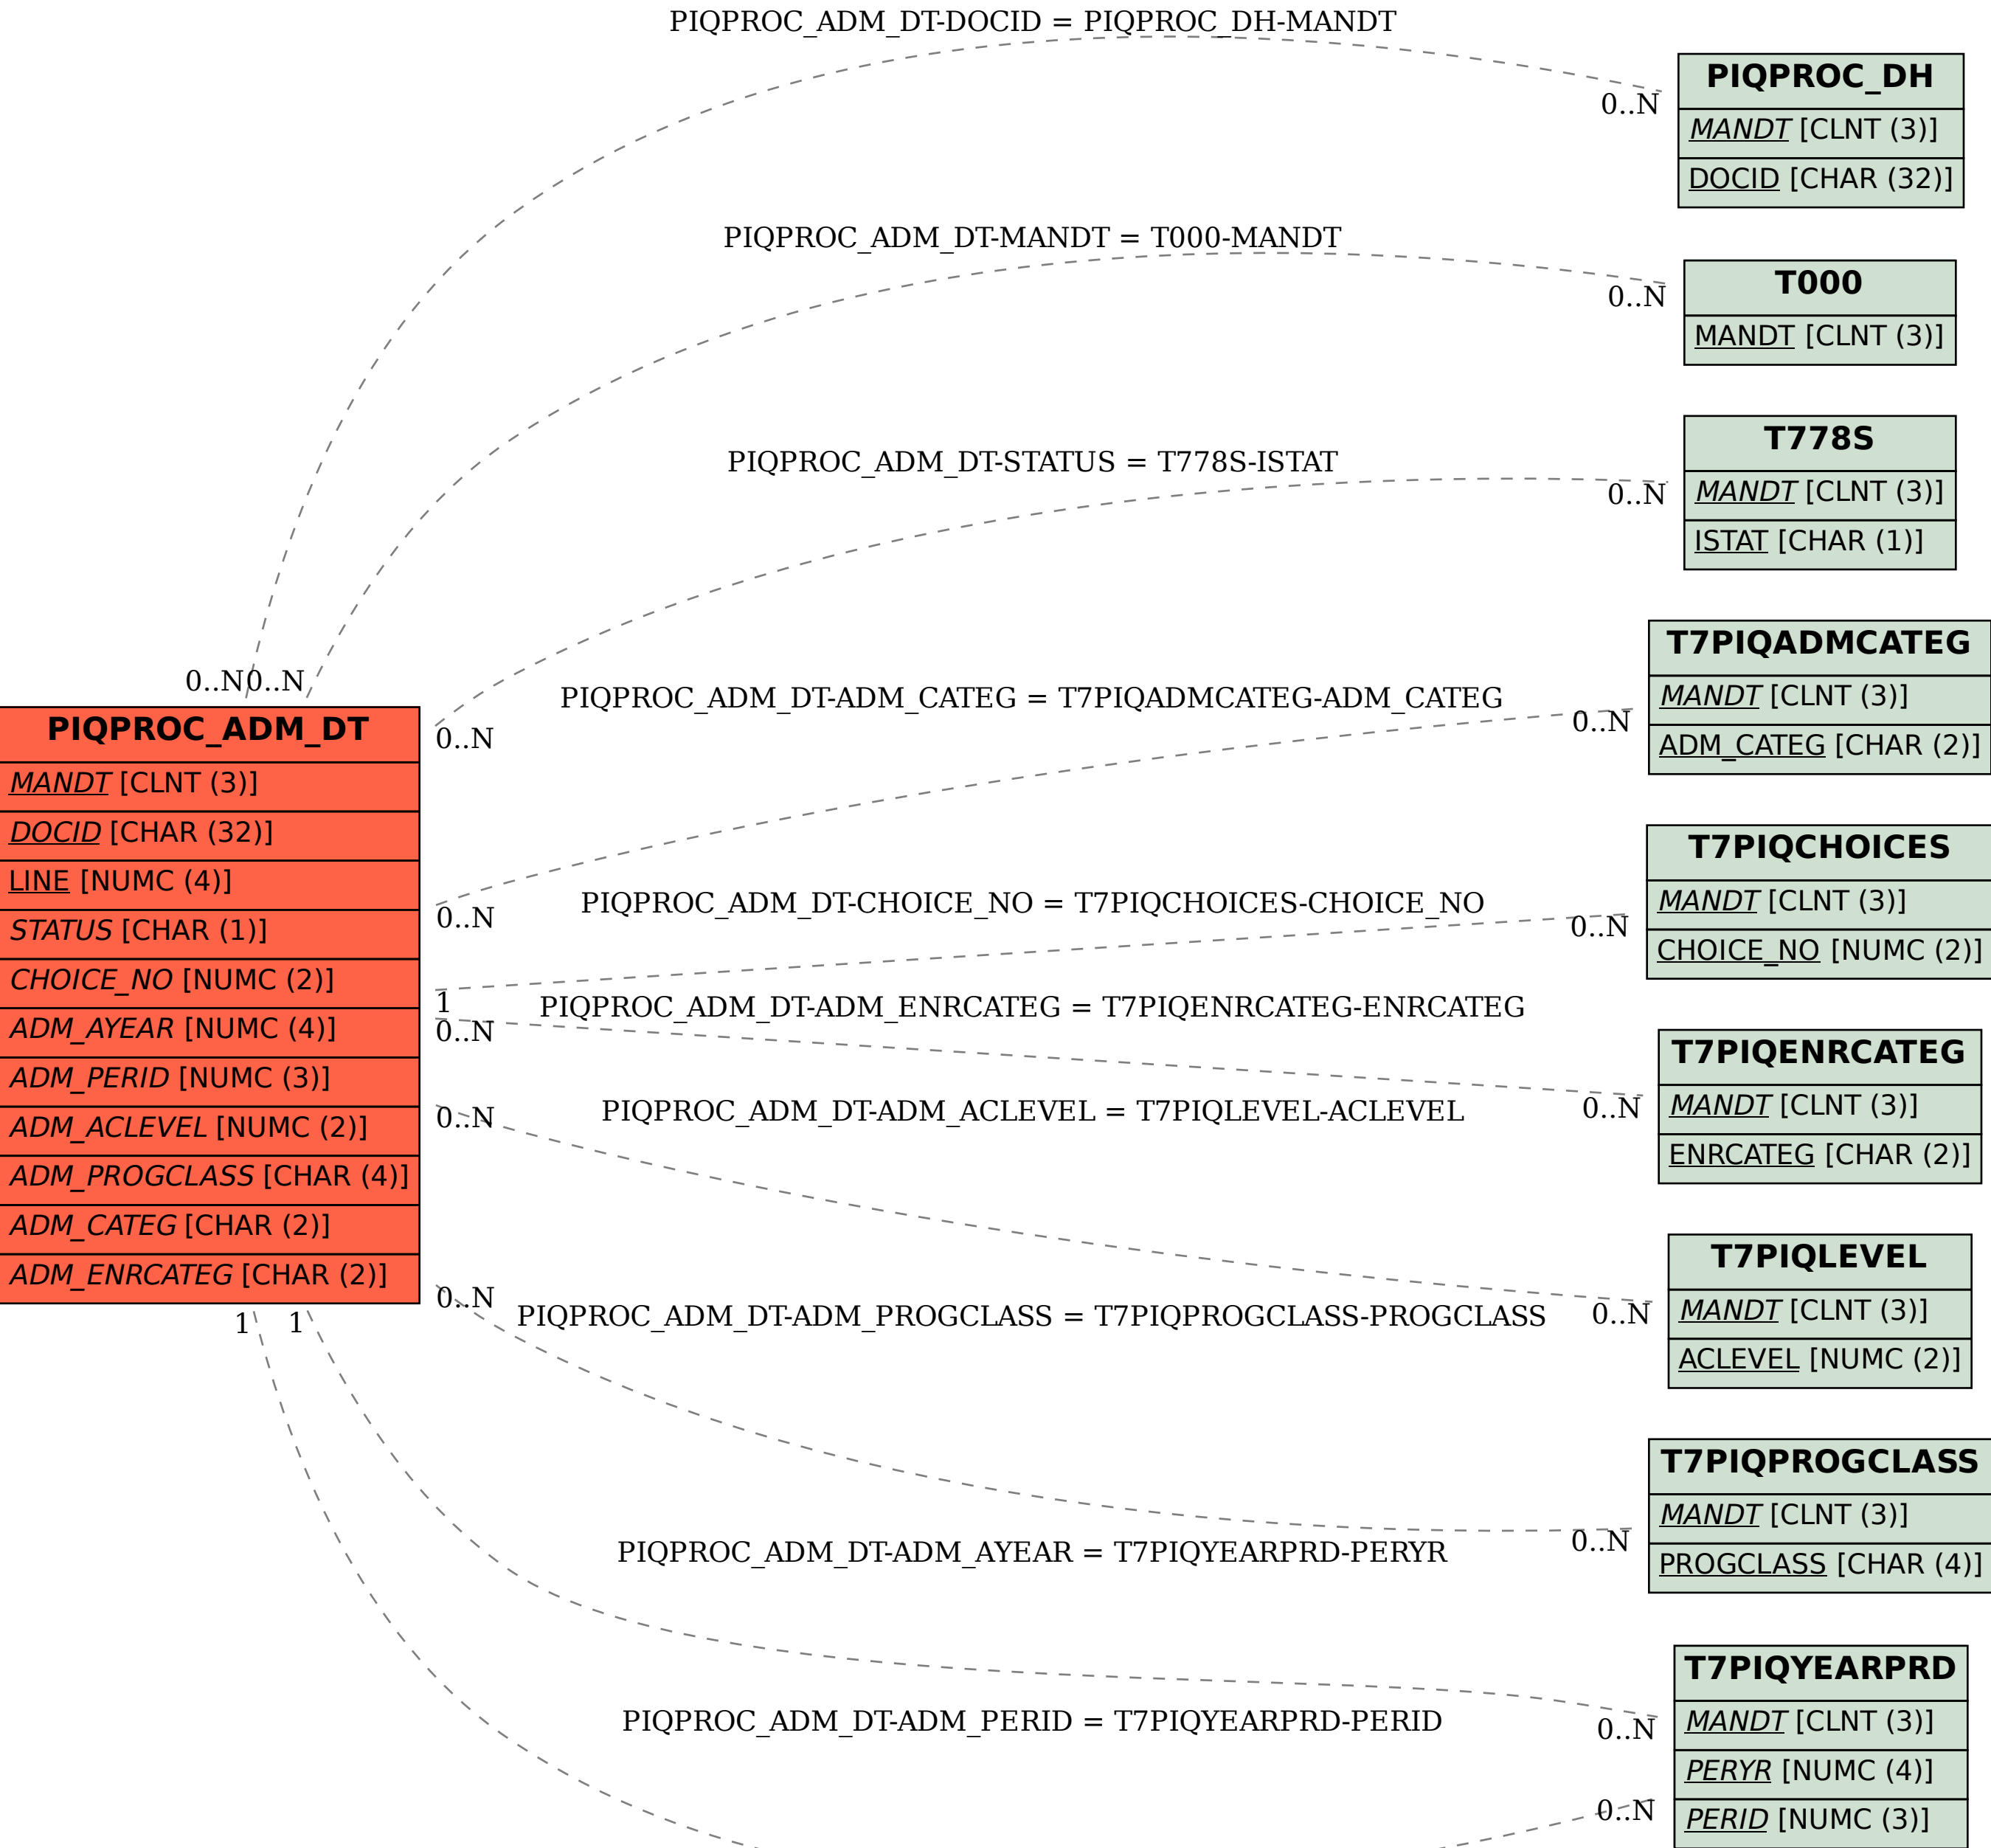 PIQPROC_ADM_DT-DOCID = PIQPROC_DH-MANDT
0..N
PIQPROC_DH
MANDT [CLNT (3)]
DOCID [CHAR (32)]
PIQPROC_ADM_DT-MANDT = T000-MANDT
0..N
T000
MANDT [CLNT (3)]
PIQPROC_ADM_DT-STATUS = T778S-ISTAT
0..N
T778S
MANDT [CLNT (3)]
ISTAT [CHAR (1)]
0..N
0..N
PIQPROC_ADM_DT
MANDT [CLNT (3)]
DOCID [CHAR (32)]
LINE [NUMC (4)]
STATUS [CHAR (1)]
CHOICE_NO [NUMC (2)]
ADM_AYEAR [NUMC (4)]
ADM_PERID [NUMC (3)]
ADM_ACLEVEL [NUMC (2)]
ADM_PROGCLASS [CHAR (4)]
ADM_CATEG [CHAR (2)]
ADM_ENRCATEG [CHAR (2)]
0..N
PIQPROC_ADM_DT-ADM_CATEG = T7PIQADMCATEG-ADM_CATEG
0..N
T7PIQADMCATEG
MANDT [CLNT (3)]
ADM_CATEG [CHAR (2)]
0..N
PIQPROC_ADM_DT-CHOICE_NO = T7PIQCHOICES-CHOICE_NO
0..N
T7PIQCHOICES
MANDT [CLNT (3)]
CHOICE_NO [NUMC (2)]
1
PIQPROC_ADM_DT-ADM_ENRCATEG = T7PIQENRCATEG-ENRCATEG
0..N
0..N
T7PIQENRCATEG
MANDT [CLNT (3)]
ENRCATEG [CHAR (2)]
0..N
PIQPROC_ADM_DT-ADM_ACLEVEL = T7PIQLEVEL-ACLEVEL
0..N
T7PIQLEVEL
MANDT [CLNT (3)]
ACLEVEL [NUMC (2)]
0..N
PIQPROC_ADM_DT-ADM_PROGCLASS = T7PIQPROGCLASS-PROGCLASS
0..N
T7PIQPROGCLASS
MANDT [CLNT (3)]
PROGCLASS [CHAR (4)]
1
1
PIQPROC_ADM_DT-ADM_AYEAR = T7PIQYEARPRD-PERYR
0..N
PIQPROC_ADM_DT-ADM_PERID = T7PIQYEARPRD-PERID
0..N
T7PIQYEARPRD
MANDT [CLNT (3)]
PERYR [NUMC (4)]
PERID [NUMC (3)]